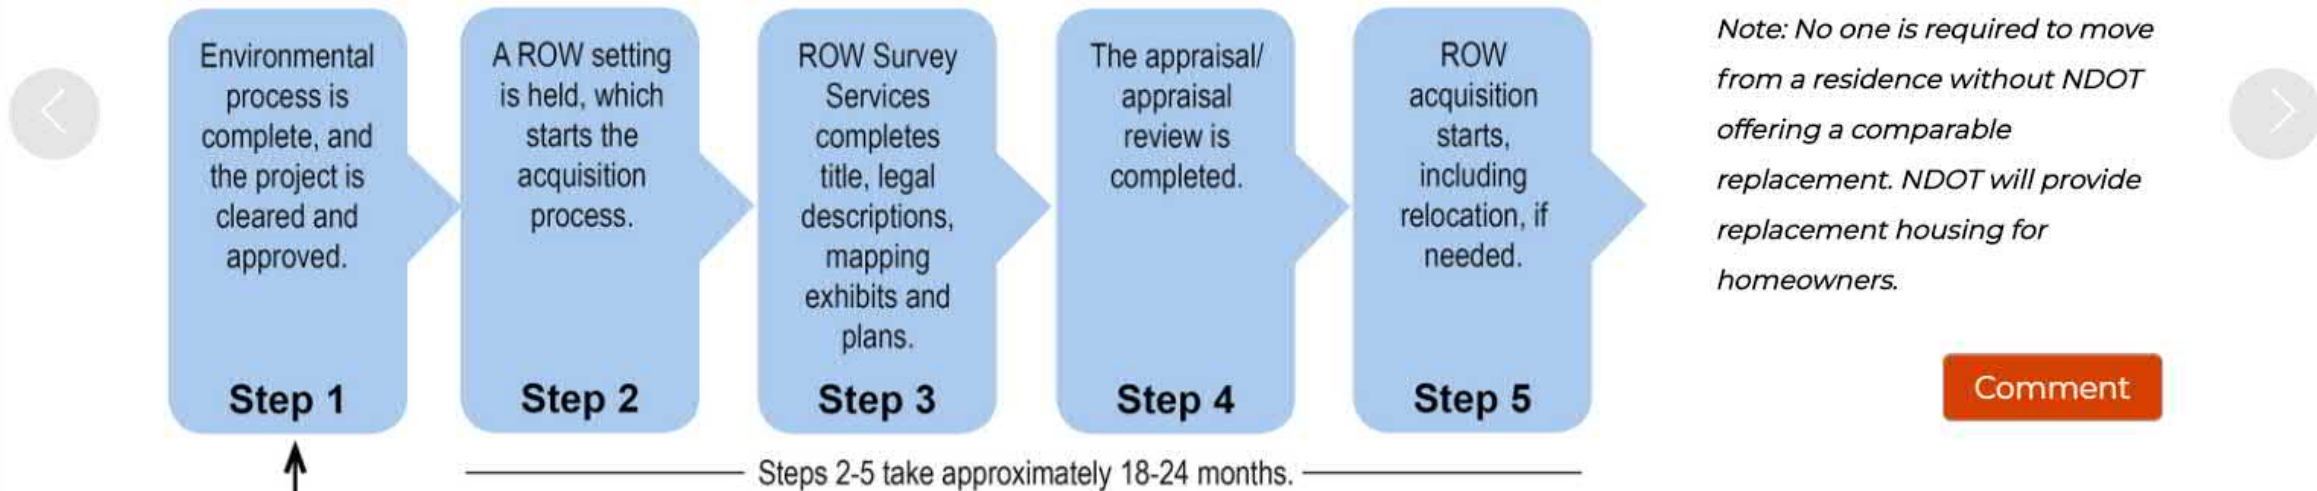 Environmental
process is
complete, and
the project is
cleared and
approved.
Step 1
A ROW setting
is held, which
starts the
acquisition
process.
Step 2
ROW Survey
Services
completes
title, legal
descriptions,
mapping
exhibits and
plans.
Step 3
The appraisal/
appraisal
review is
completed.
Step 4
ROW
acquisition
starts,
including
relocation, if
needed.
Step 5
Steps 2-5 take approximately 18-24 months.
Note: No one is required to move
from a residence without NDOT
offering a comparable
replacement. NDOT will provide
replacement housing for
homeowners.
Comment